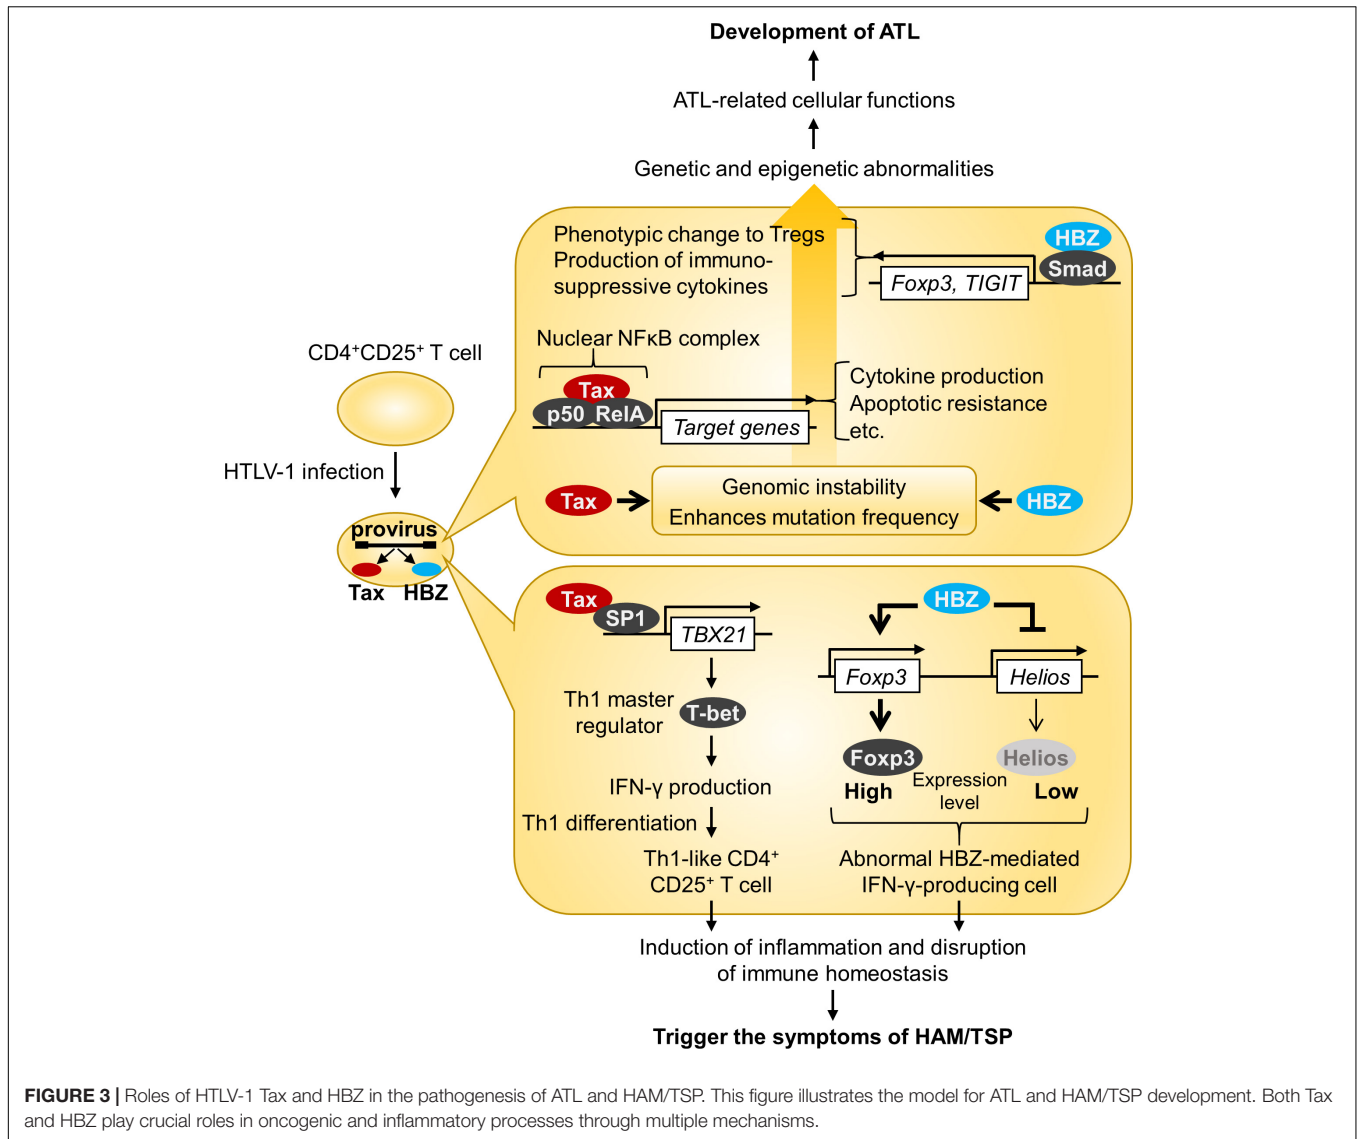 Development of ATL
ATL-related cellular functions
Genetic and epigenetic abnormalities
Phenotypic change to Tregs
Production of immuno-
suppressive cytokines
HBZ
Smad
Foxp3, TIGIT
Nuclear NFκB complex
Tax
p50 RelA
Target genes
Cytokine production
Apoptotic resistance
etc.
CD4⁺CD25⁺ T cell
HTLV-1 infection
provirus
Tax HBZ
Tax
Genomic instability
Enhances mutation frequency
HBZ
Tax
SP1
TBX21
Th1 master
regulator
T-bet
IFN-γ production
Th1 differentiation
Th1-like CD4⁺
CD25⁺ T cell
HBZ
Foxp3
Helios
Foxp3
Helios
High
Expression
level
Low
Abnormal HBZ-mediated
IFN-γ-producing cell
Induction of inflammation and disruption
of immune homeostasis
Trigger the symptoms of HAM/TSP
FIGURE 3 | Roles of HTLV-1 Tax and HBZ in the pathogenesis of ATL and HAM/TSP. This figure illustrates the model for ATL and HAM/TSP development. Both Tax
and HBZ play crucial roles in oncogenic and inflammatory processes through multiple mechanisms.